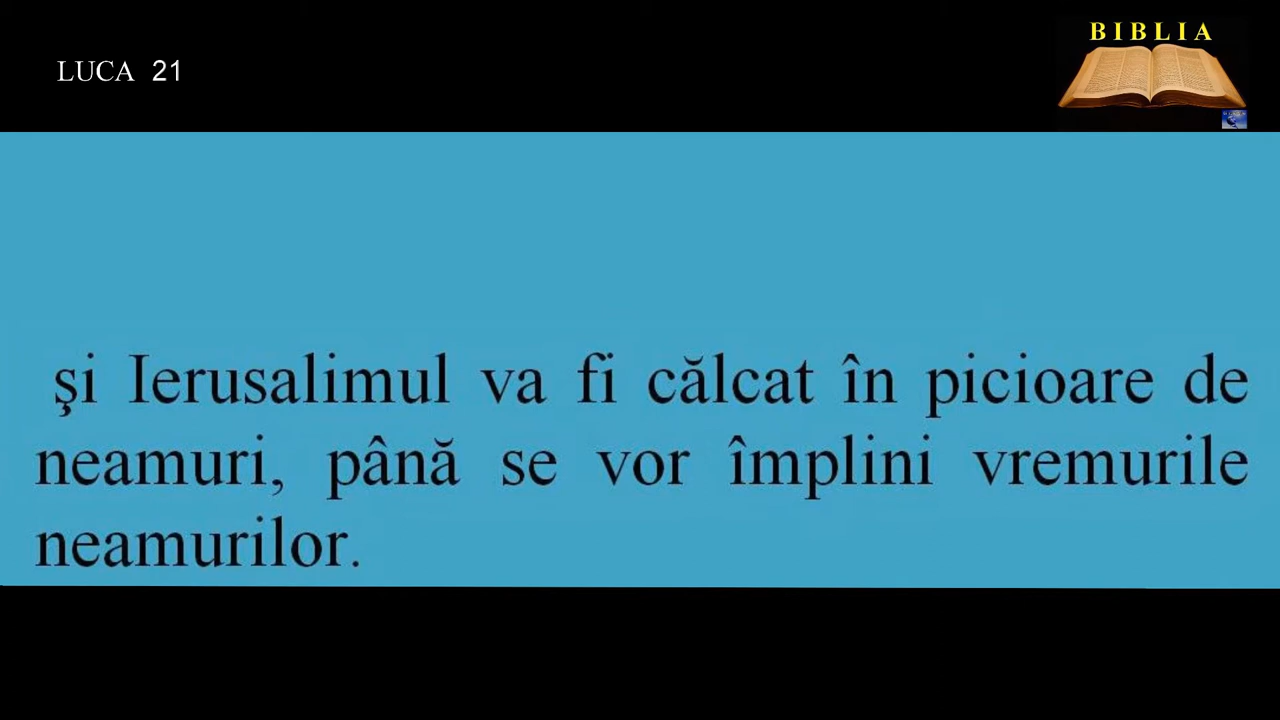 BIBLIA
LUCA 21
şi Ierusalimul va fi călcat în picioare de
neamuri, până se vor împlini vremurile
neamurilor.